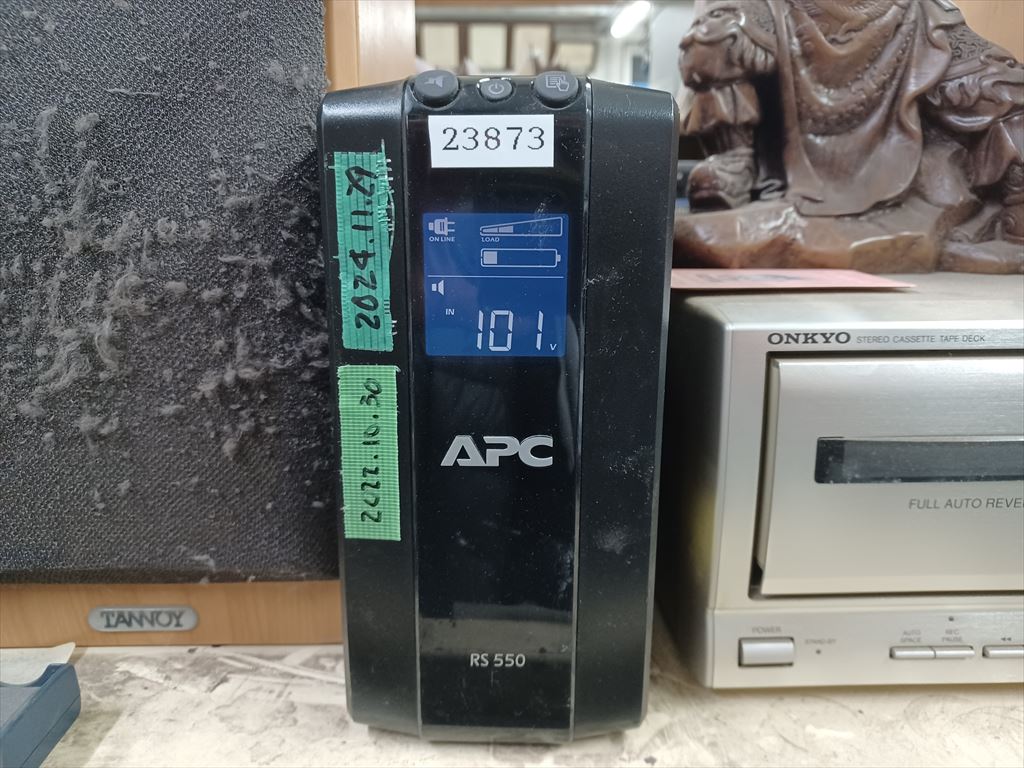 23873
2024.11.29
ON LINE
LOAD
IN
101 V
2022.10.30
APC
RS 550
TANNOY
ONKYO STEREO CASSETTE TAPE DECK
FULL AUTO REVE
POWER
STAND-BY
AUTO SPACE
REC PAUSE